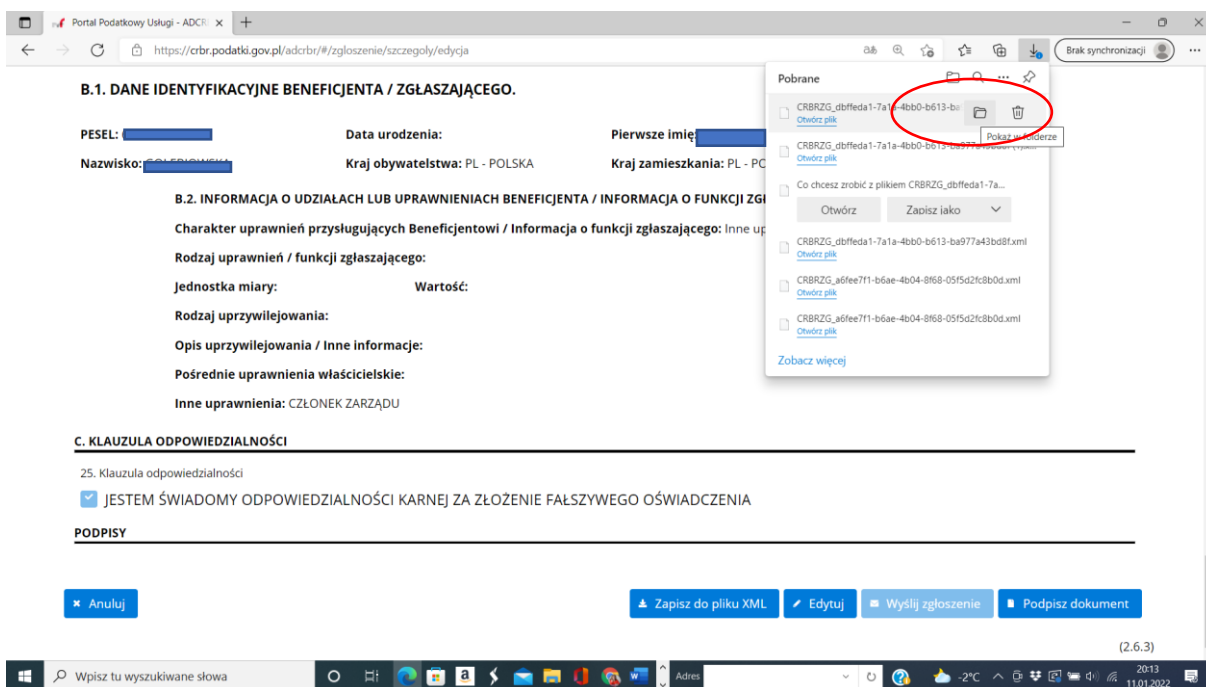 Portal Podatkowy Usługi - ADCR
https://crbr.podatki.gov.pl/adcrbr/#/zgloszenie/szczegoly/edycja
Brak synchronizacji
Pobrane
CRBRZG_dbffeda1-7a1a-4bb0-b613-ba
Otwórz plik
Pokaż w folderze
CRBRZG_dbffeda1-7a1a-4bb0-b613-ba977a43bd8f (1).x...
Otwórz plik
Co chcesz zrobić z plikiem CRBRZG_dbffeda1-7a...
Otwórz Zapisz jako
CRBRZG_dbffeda1-7a1a-4bb0-b613-ba977a43bd8f.xml
Otwórz plik
CRBRZG_a6fee7f1-b6ae-4b04-8f68-05f5d2fc8b0d.xml
Otwórz plik
CRBRZG_a6fee7f1-b6ae-4b04-8f68-05f5d2fc8b0d.xml
Otwórz plik
Zobacz więcej
B.1. DANE IDENTYFIKACYJNE BENEFICJENTA / ZGŁASZAJĄCEGO.
PESEL: Data urodzenia: Pierwsze imię:
Nazwisko: Kraj obywatelstwa: PL - POLSKA Kraj zamieszkania: PL - PO
B.2. INFORMACJA O UDZIAŁACH LUB UPRAWNIENIACH BENEFICJENTA / INFORMACJA O FUNKCJI ZGŁ
Charakter uprawnień przysługujących Beneficjentowi / Informacja o funkcji zgłaszającego: Inne up
Rodzaj uprawnień / funkcji zgłaszającego:
Jednostka miary: Wartość:
Rodzaj uprzywilejowania:
Opis uprzywilejowania / Inne informacje:
Pośrednie uprawnienia właścicielskie:
Inne uprawnienia: CZŁONEK ZARZĄDU
C. KLAUZULA ODPOWIEDZIALNOŚCI
25. Klauzula odpowiedzialności
JESTEM ŚWIADOMY ODPOWIEDZIALNOŚCI KARNEJ ZA ZŁOŻENIE FAŁSZYWEGO OŚWIADCZENIA
PODPISY
Anuluj Zapisz do pliku XML Edytuj Wyślij zgłoszenie Podpisz dokument
(2.6.3)
Wpisz tu wyszukiwane słowa Adres -2°C 20:13
11.01.2022